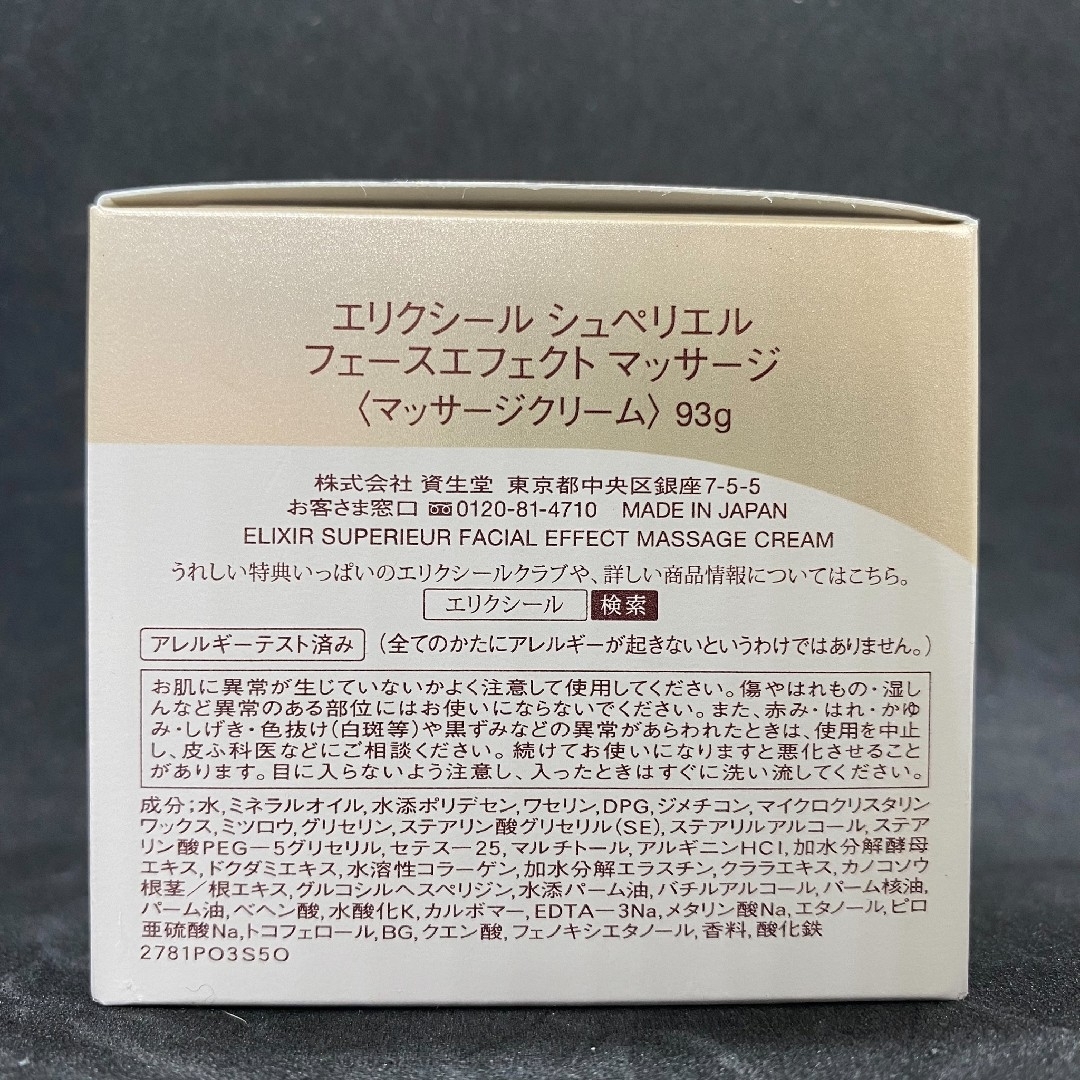 エリクシール シュペリエル
フェースエフェクト マッサージ
〈マッサージクリーム〉 93g
株式会社 資生堂 東京都中央区銀座7-5-5
お客さま窓口 0120-81-4710 MADE IN JAPAN
ELIXIR SUPERIEUR FACIAL EFFECT MASSAGE CREAM
うれしい特典いっぱいのエリクシールクラブや、詳しい商品情報についてはこちら。
エリクシール 検索
アレルギーテスト済み (全てのかたにアレルギーが起きないというわけではありません。)
お肌に異常が生じていないかよく注意して使用してください。傷やはれもの・湿し
んなど異常のある部位にはお使いにならないでください。また、赤み・はれ・かゆ
み・しげき・色抜け(白斑等)や黒ずみなどの異常があらわれたときは、使用を中止
し、皮ふ科医などにご相談ください。続けてお使いになりますと悪化させること
があります。目に入らないよう注意し、入ったときはすぐに洗い流してください。
成分;水,ミネラルオイル,水添ポリデセン,ワセリン,DPG,ジメチコン,マイクロクリスタリン
ワックス,ミツロウ,グリセリン,ステアリン酸グリセリル(SE),ステアリルアルコール,ステア
リン酸PEG－5グリセリル,セテス－25,マルチトール,アルギニンHCl,加水分解酵母
エキス,ドクダミエキス,水溶性コラーゲン,加水分解エラスチン,クララエキス,カノコソウ
根茎/根エキス,グルコシルヘスペリジン,水添パーム油,バチルアルコール,パーム核油,
パーム油,ベヘン酸,水酸化K,カルボマー,EDTA－3Na,メタリン酸Na,エタノール,ピロ
亜硫酸Na,トコフェロール,BG,クエン酸,フェノキシエタノール,香料,酸化鉄
2781PO3S5O